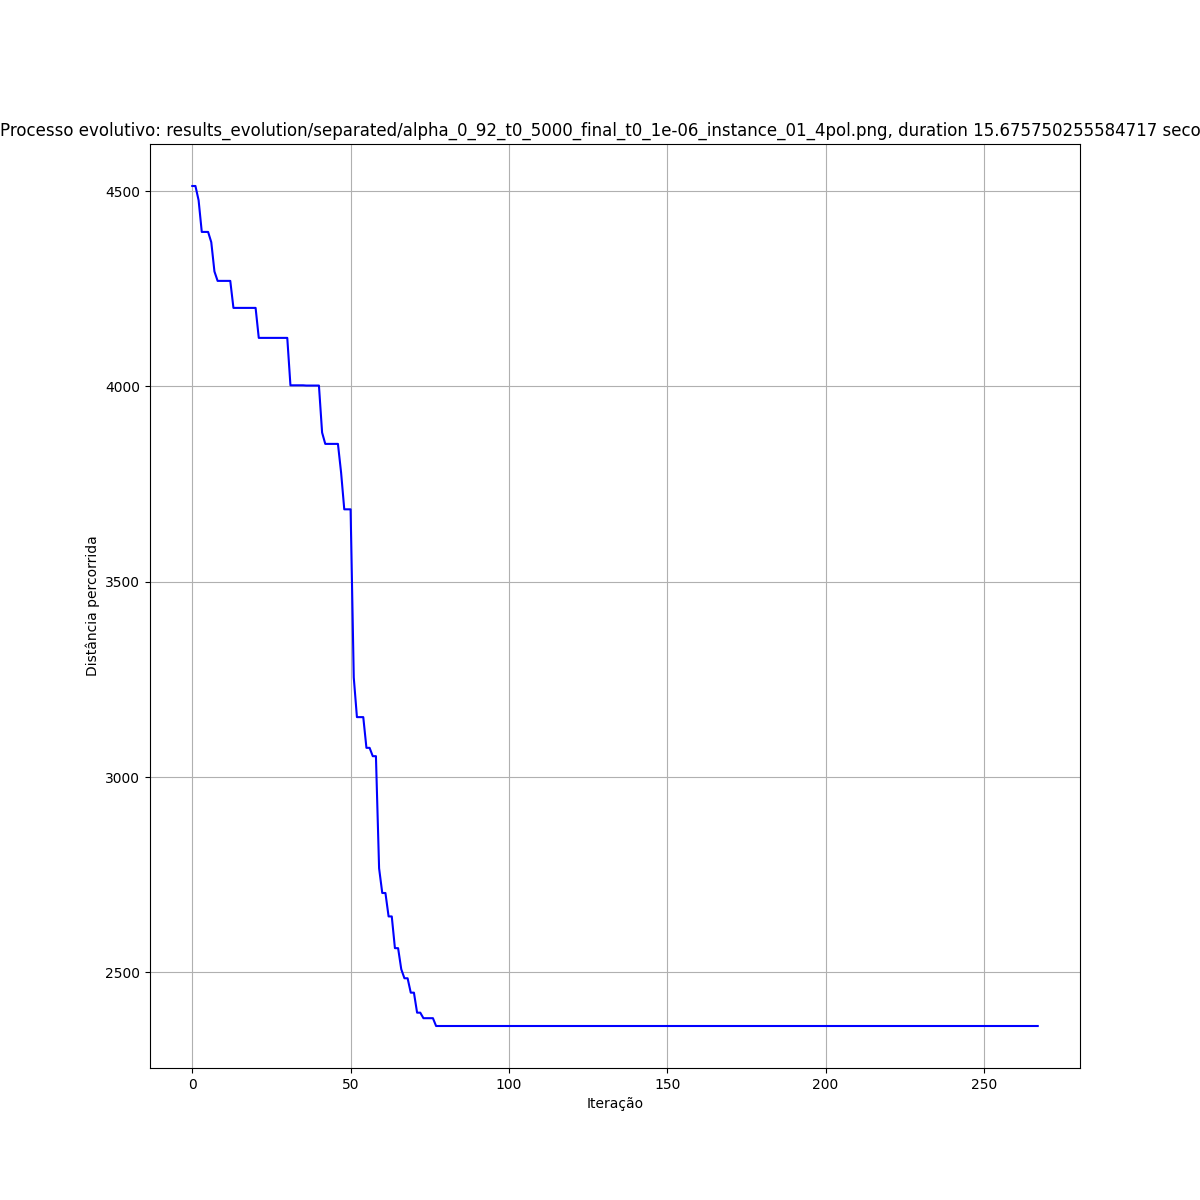 Processo evolutivo: results_evolution/separated/alpha_0_92_t0_5000_final_t0_1e-06_instance_01_4pol.png, duration 15.675750255584717 seco
4500
4000
3500
3000
2500
Distância percorrida
0 50 100 150 200 250
Iteração